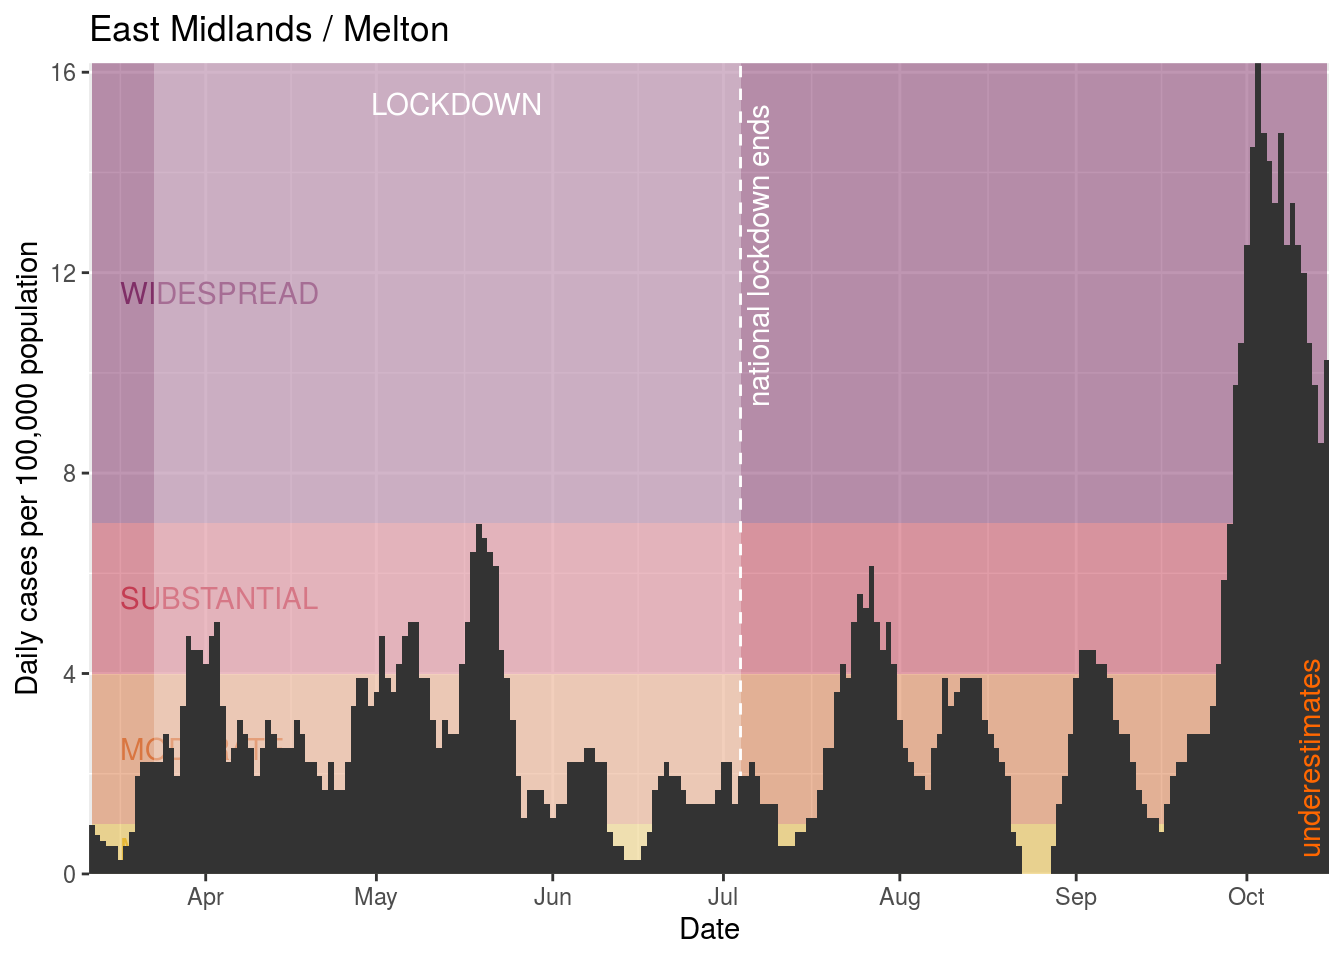 East Midlands / Melton
Daily cases per 100,000 population
16
12
8
4
0
LOCKDOWN
national lockdown ends
WIDESPREAD
SUBSTANTIAL
MODERATE
underestimates
Apr
May
Jun
Jul
Aug
Sep
Oct
Date